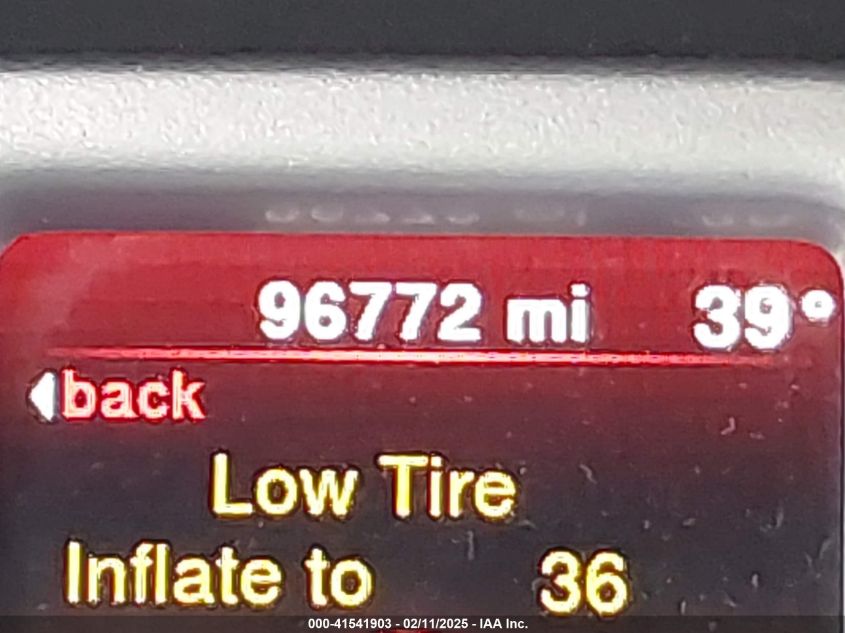 96772 mi 39°
back
Low Tire
Inflate to 36
000-41541903 - 02/11/2025 - IAA Inc.